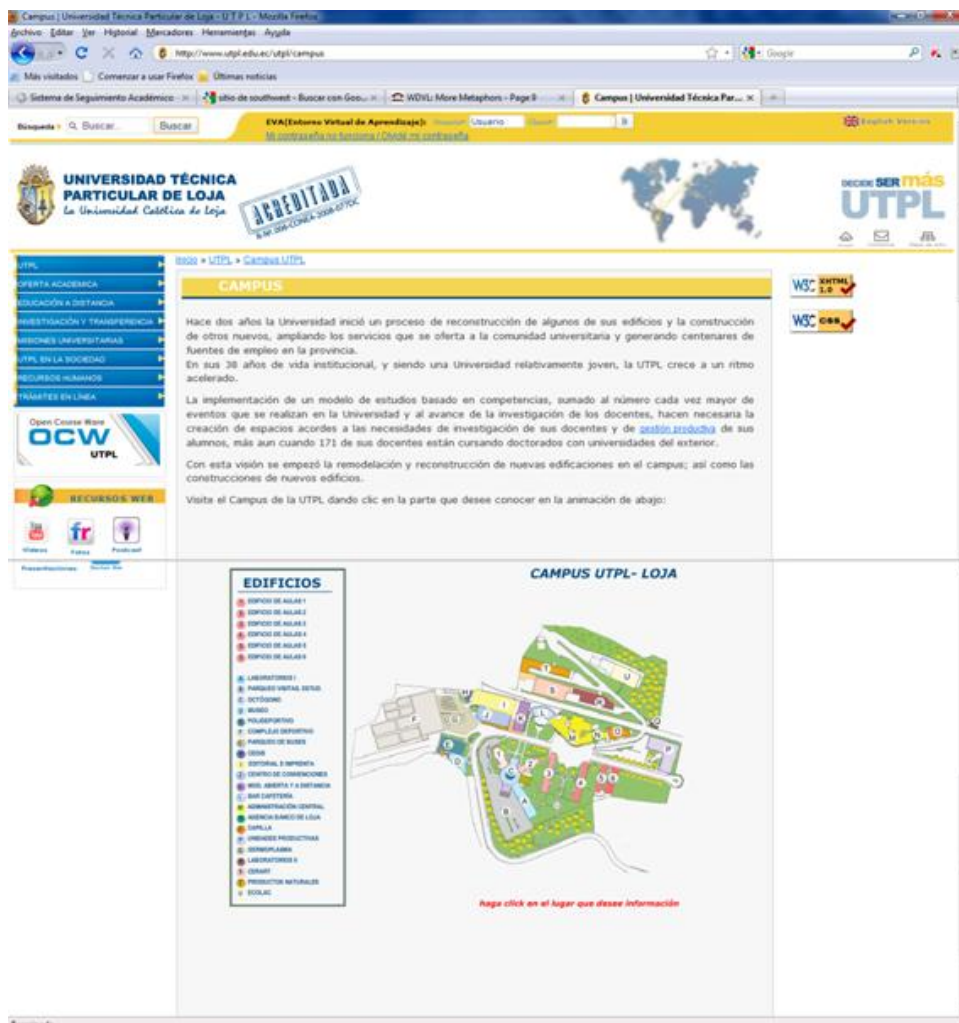 Campus | Universidad Técnica Particular de Loja - U T P L - Mozilla Firefox
Archivo Editar Ver Historial Marcadores Herramientas Ayuda
http://www.utpl.edu.ec/utpl/campus
Google
Más visitados Comenzar a usar Firefox Últimas noticias
Sistema de Seguimiento Académico
sitio de southwest - Buscar con Goo...
WDVL: More Metaphors - Page 9
Campus | Universidad Técnica Par...
Búsqueda Buscar... Buscar
EVA(Entorno Virtual de Aprendizaje): Usuario
Mi contraseña no funciona / Olvidé mi contraseña
English Version
UNIVERSIDAD TÉCNICA
PARTICULAR DE LOJA
La Universidad Católica de Loja
ACREDITADA
DECIDE SER más
UTPL
Inicio » UTPL » Campus UTPL
UTPL
OFERTA ACADEMICA
EDUCACIÓN A DISTANCIA
INVESTIGACIÓN Y TRANSFERENCIA
MISIONES UNIVERSITARIAS
UTPL EN LA SOCIEDAD
RECURSOS HUMANOS
TRÁMITES EN LÍNEA
Open Course Ware
OCW
UTPL
RECURSOS WEB
Videos Fotos Podcast
Presentaciones
CAMPUS
Hace dos años la Universidad inició un proceso de reconstrucción de algunos de sus edificios y la construcción
de otros nuevos, ampliando los servicios que se oferta a la comunidad universitaria y generando centenares de
fuentes de empleo en la provincia.
En sus 38 años de vida institucional, y siendo una Universidad relativamente joven, la UTPL crece a un ritmo
acelerado.
La implementación de un modelo de estudios basado en competencias, sumado al número cada vez mayor de
eventos que se realizan en la Universidad y al avance de la investigación de los docentes, hacen necesaria la
creación de espacios acordes a las necesidades de investigación de sus docentes y de gestión productiva de sus
alumnos, más aun cuando 171 de sus docentes están cursando doctorados con universidades del exterior.
Con esta visión se empezó la remodelación y reconstrucción de nuevas edificaciones en el campus; así como las
construcciones de nuevos edificios.
Visite el Campus de la UTPL dando clic en la parte que desee conocer en la animación de abajo:
W3C XHTML 1.0
W3C css
EDIFICIOS
EDIFICIO DE AULAS 1
EDIFICIO DE AULAS 2
EDIFICIO DE AULAS 3
EDIFICIO DE AULAS 4
EDIFICIO DE AULAS 5
EDIFICIO DE AULAS 6
LABORATORIOS I
PARQUEO VISITAS, ESTUD.
OCTÓGONO
MUSEO
POLIDEPORTIVO
COMPLEJO DEPORTIVO
PARQUEO DE BUSES
EDITORIAL E IMPRENTA
CENTRO DE CONVENCIONES
MOD. ABIERTA Y A DISTANCIA
BAR CAFETERÍA
ADMINISTRACIÓN CENTRAL
AGENCIA BANCO DE LOJA
CAPILLA
UNIDADES PRODUCTIVAS
GERMOPLASMA
LABORATORIOS II
CERART
PRODUCTOS NATURALES
ECOLAC
CAMPUS UTPL- LOJA
haga click en el lugar que desee información